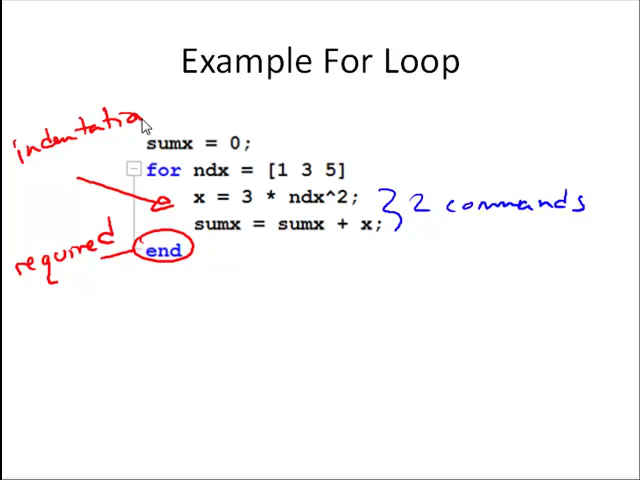 Example For Loop
indentatio
sumx = 0;
for ndx = [1 3 5]
x = 3 * ndx^2;
sumx = sumx + x;
2 commands
required
end